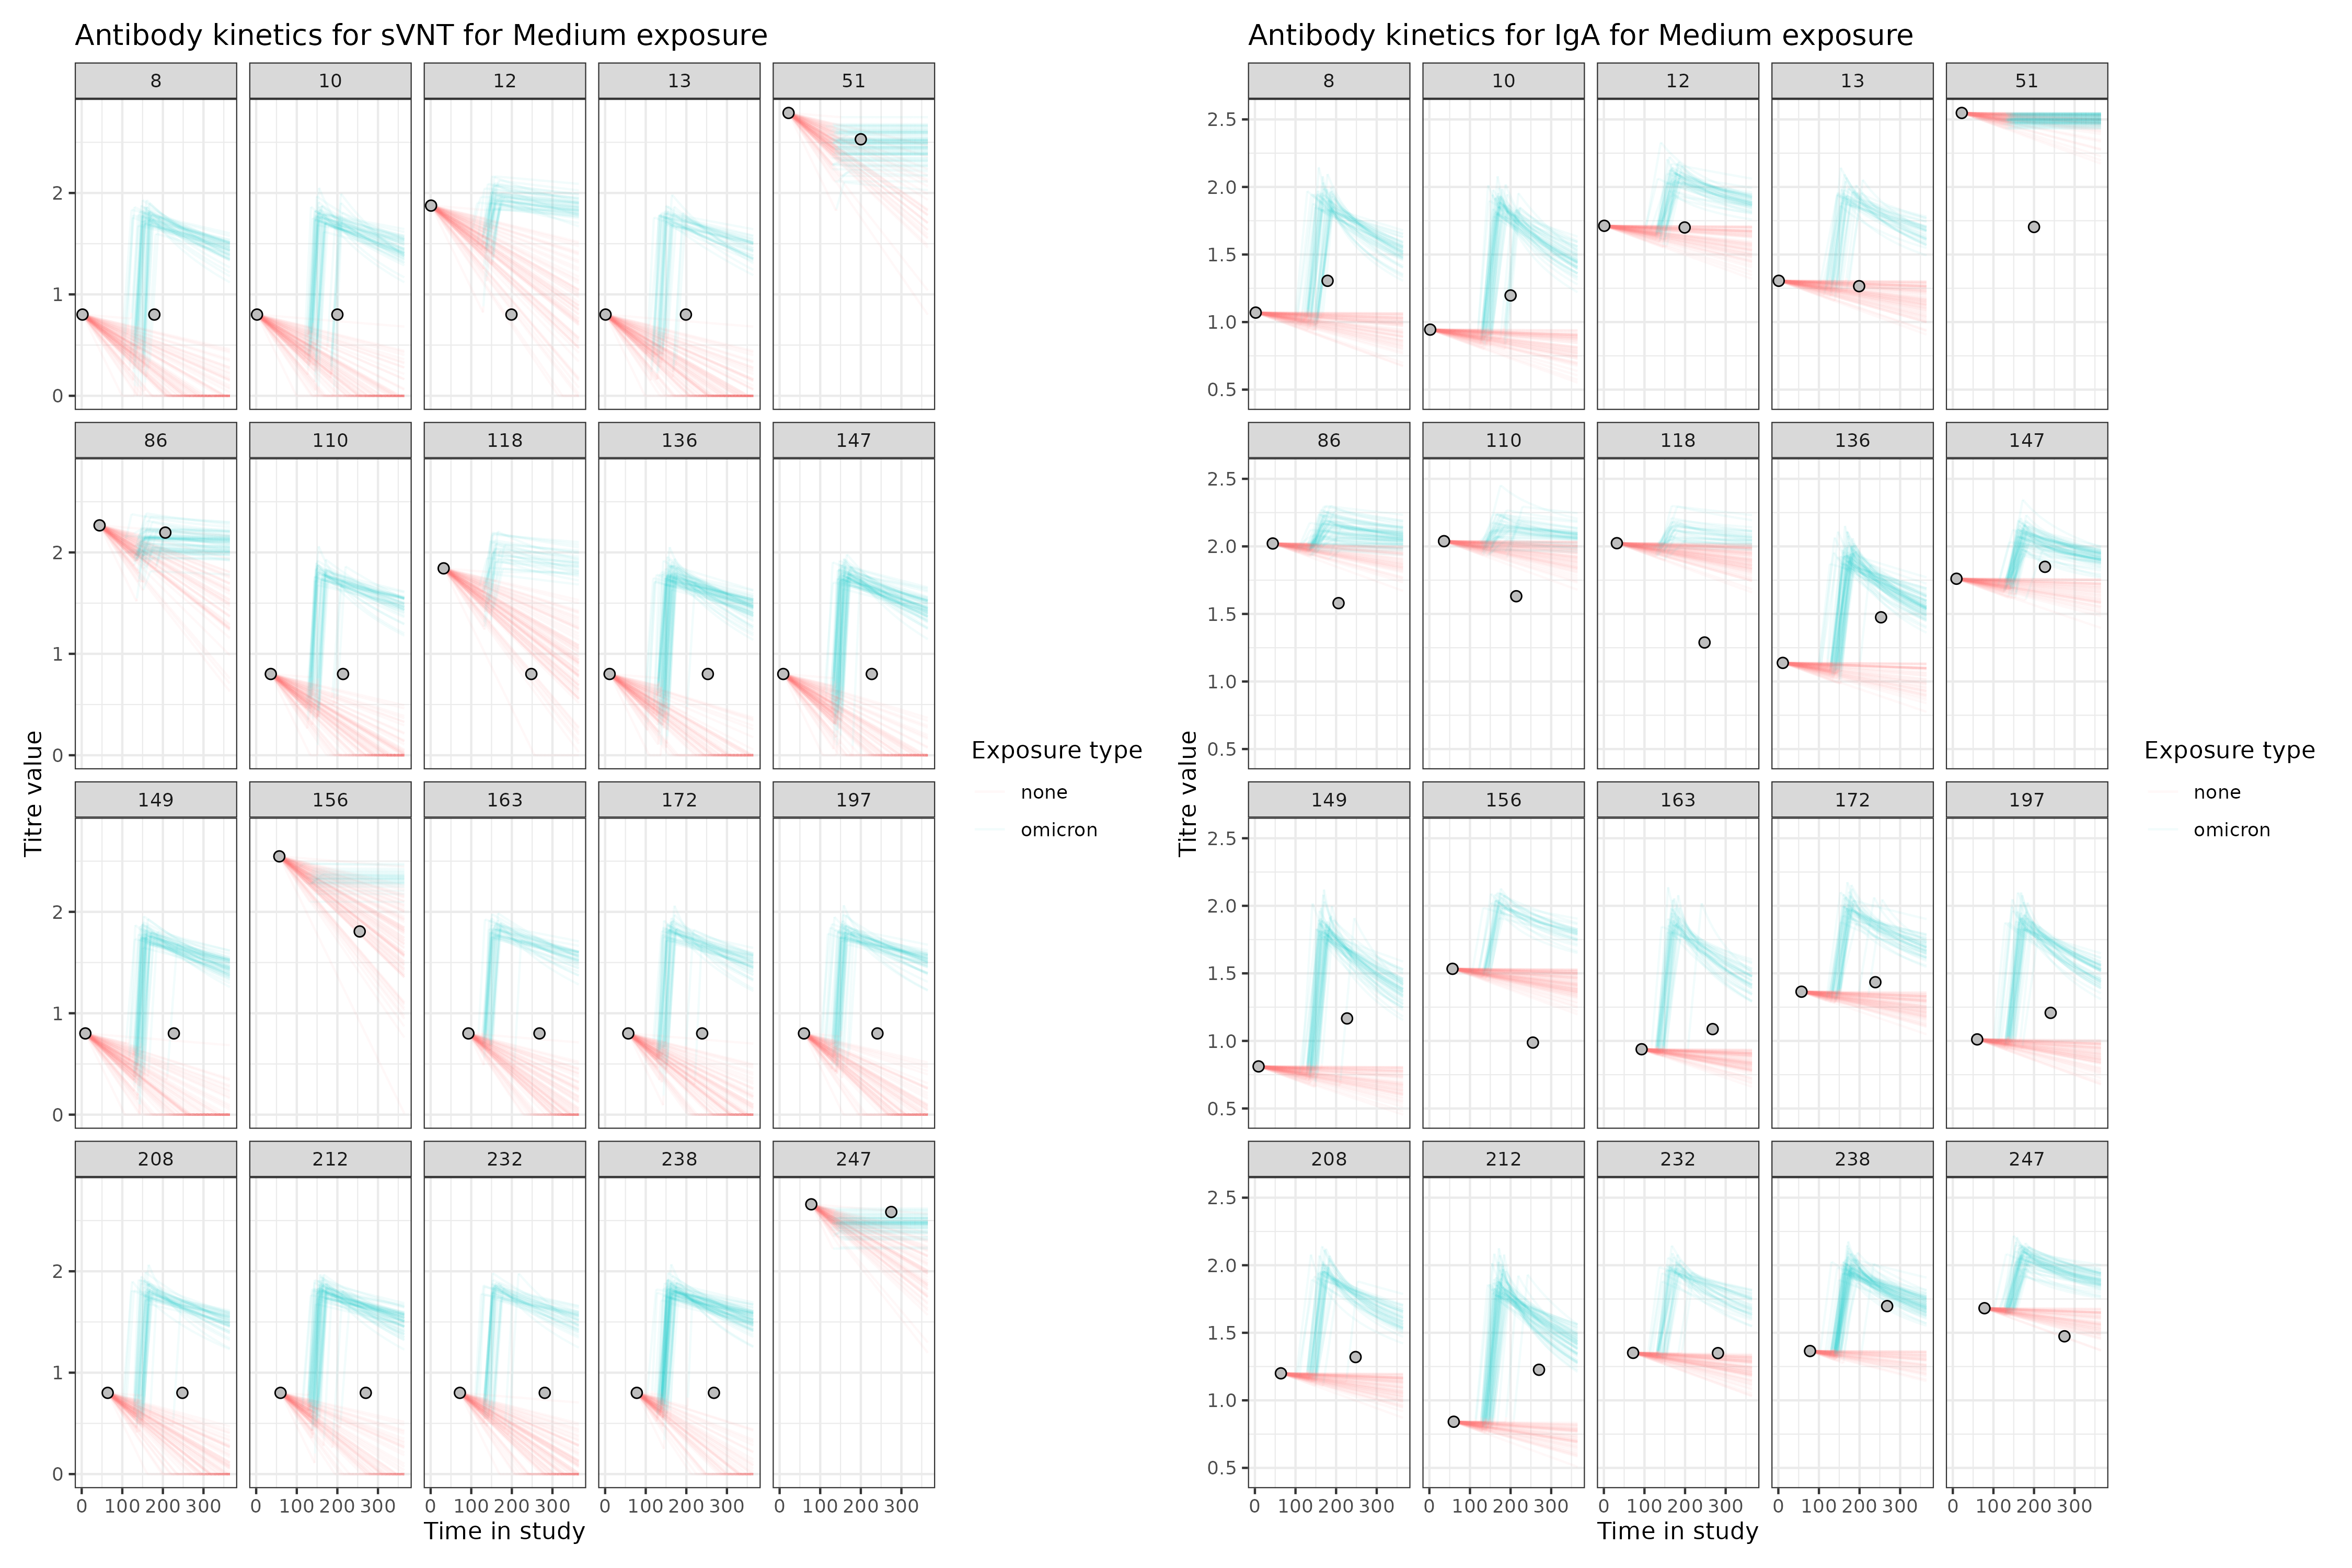 Antibody kinetics for sVNT for Medium exposure
8 10 12 13 51
2
1
0
86 110 118 136 147
2
1
0
149 156 163 172 197
2
1
0
208 212 232 238 247
2
1
0
0 100 200 300 0 100 200 300 0 100 200 300 0 100 200 300 0 100 200 300
Time in study
Titre value
Exposure type
none
omicron
Antibody kinetics for IgA for Medium exposure
8 10 12 13 51
2.5
2.0
1.5
1.0
0.5
86 110 118 136 147
2.5
2.0
1.5
1.0
0.5
149 156 163 172 197
2.5
2.0
1.5
1.0
0.5
208 212 232 238 247
2.5
2.0
1.5
1.0
0.5
0 100 200 300 0 100 200 300 0 100 200 300 0 100 200 300 0 100 200 300
Time in study
Titre value
Exposure type
none
omicron